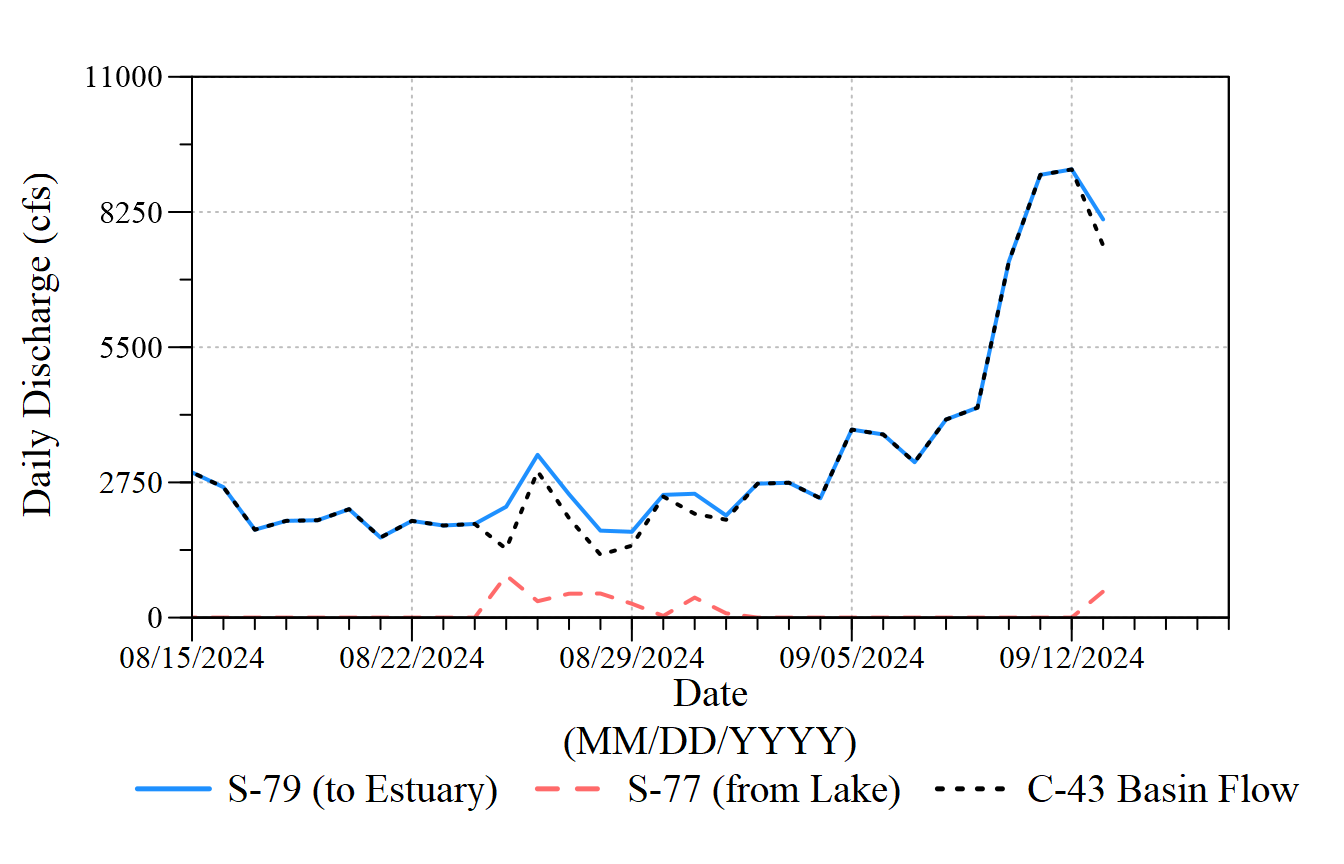 11000
8250
5500
2750
0
Daily Discharge (cfs)
08/15/2024 08/22/2024 08/29/2024 09/05/2024 09/12/2024
Date
(MM/DD/YYYY)
S-79 (to Estuary) S-77 (from Lake) C-43 Basin Flow